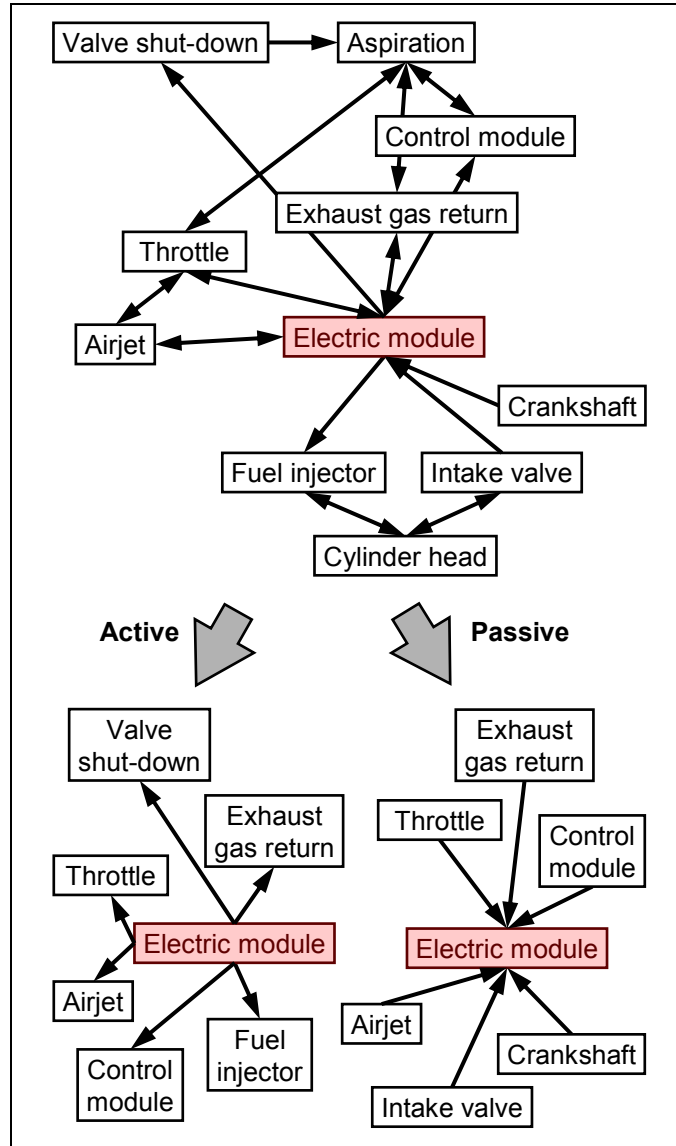 Valve shut-down
Aspiration
Control module
Exhaust gas return
Throttle
Electric module
Airjet
Crankshaft
Fuel injector
Intake valve
Cylinder head
Active
Passive
Valve
shut-down
Exhaust
gas return
Throttle
Electric module
Airjet
Control
module
Fuel
injector
Exhaust
gas return
Throttle
Control
module
Electric module
Airjet
Crankshaft
Intake valve